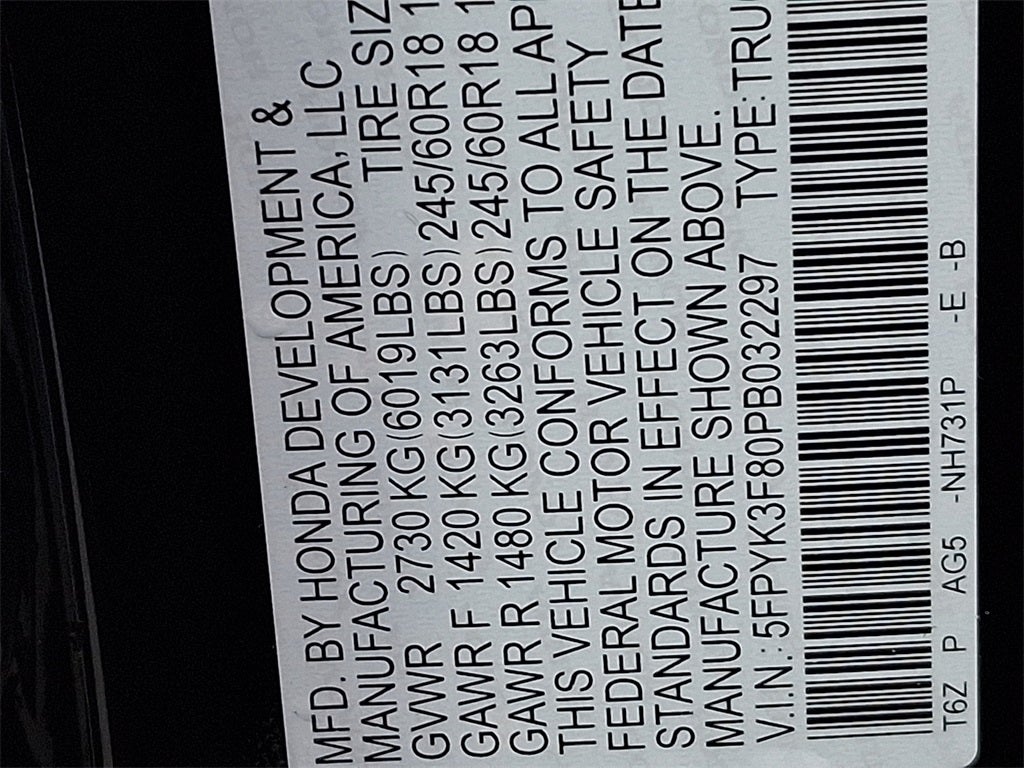 MFD. BY HONDA DEVELOPMENT &
MANUFACTURING OF AMERICA, LLC
GVWR 2730 KG(6019LBS) TIRE SIZ
GAWR F 1420 KG(3131LBS) 245/60R18 1
GAWR R 1480 KG(3263LBS) 245/60R18 1
THIS VEHICLE CONFORMS TO ALL AP
FEDERAL MOTOR VEHICLE SAFETY
STANDARDS IN EFFECT ON THE DATE
MANUFACTURE SHOWN ABOVE.
V.I.N.: 5FPYK3F80PB032297 TYPE:TRU
T6Z P AG5 -NH731P -E -B